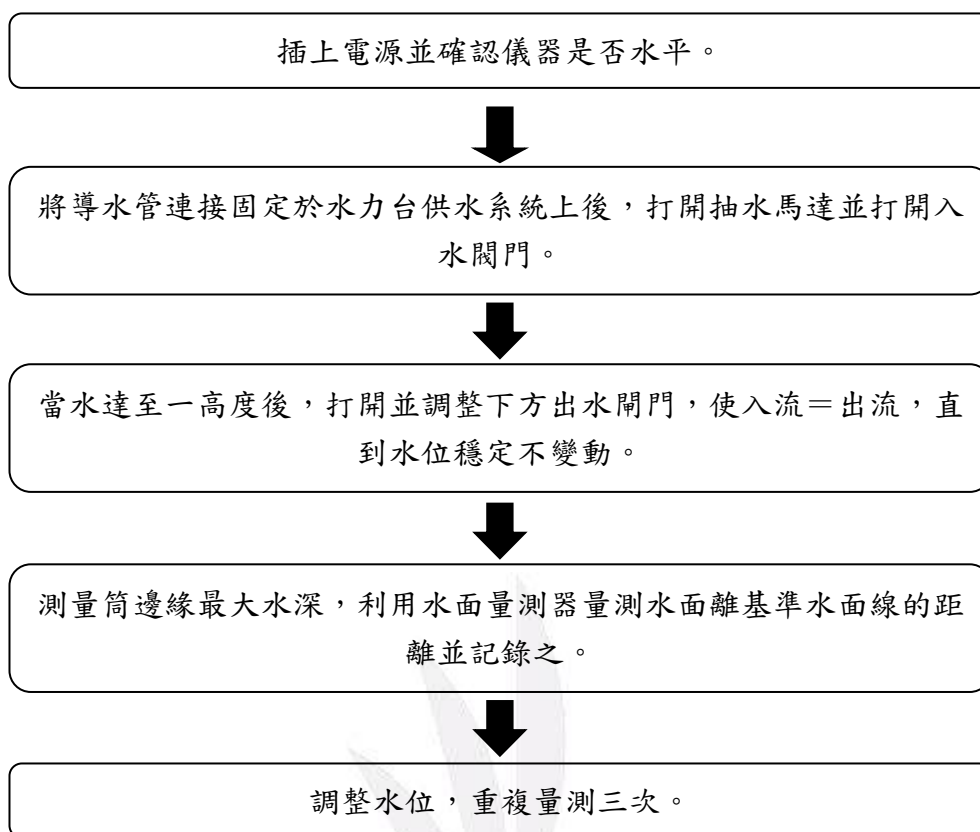 插上電源並確認儀器是否水平。
將導水管連接固定於水力台供水系統上後，打開抽水馬達並打開入
水閥門。
當水達至一高度後，打開並調整下方出水閘門，使入流＝出流，直
到水位穩定不變動。
測量筒邊緣最大水深，利用水面量測器量測水面離基準水面線的距
離並記錄之。
調整水位，重複量測三次。